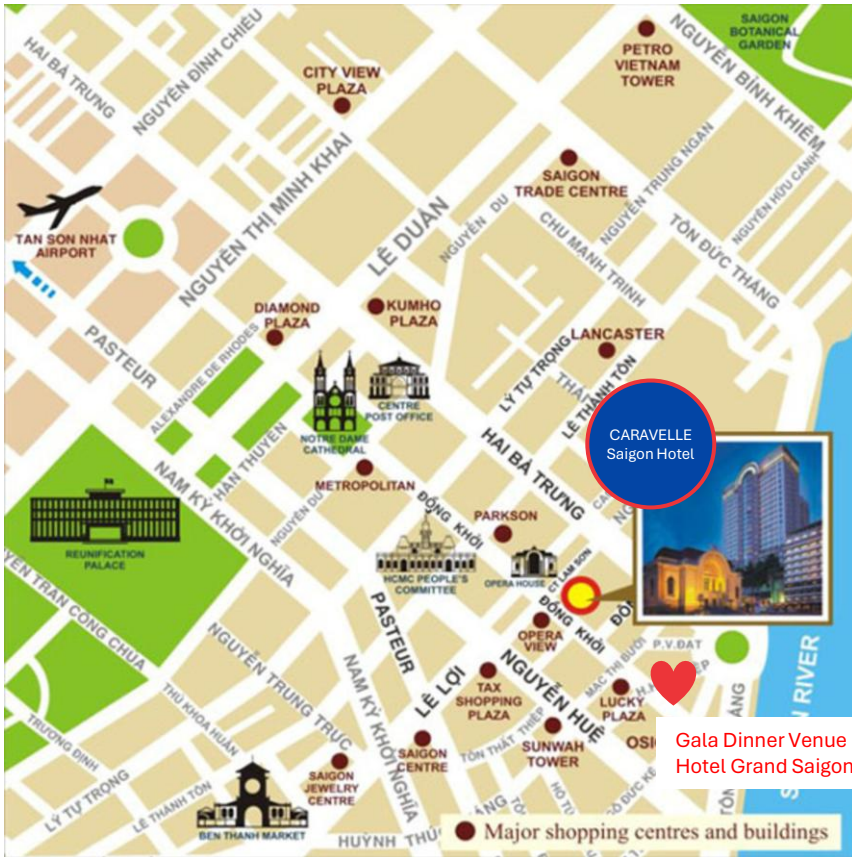 SAIGON
BOTANICAL
GARDEN
HAI BÀ TRƯNG
NGUYỄN ĐÌNH CHIỂU
CITY VIEW
PLAZA
PETRO
VIETNAM
TOWER
NGUYỄN BỈNH KHIÊM
SAIGON
TRADE CENTRE
NGUYỄN TRUNG NGAN
NGUYỄN HỮU CẢNH
TAN SON NHAT
AIRPORT
NGUYỄN THỊ MINH KHAI
LÊ DUẨN
NGUYỄN DU
CHU MẠNH TRINH
TÔN ĐỨC THẮNG
PASTEUR
DIAMOND
PLAZA
KUMHO
PLAZA
LANCASTER
ALEXANDRE DE RHODES
CENTRE
POST OFFICE
LÝ TỰ TRỌNG
LÊ THÁNH TÔN
NOTRE DAME
CATHEDRAL
HÀN THUYÊN
HAI BÀ TRƯNG
CARAVELLE
Saigon Hotel
NAM KỲ KHỞI NGHĨA
NGUYỄN DU
METROPOLITAN
ĐỒNG KHỞI
PARKSON
REUNIFICATION
PALACE
HCMC PEOPLE'S
COMMITTEE
OPERA HOUSE
CT LAM SON
PASTEUR
ĐỒNG KHỞI
OPERA
VIEW
P.V.ĐẠT
MẠC THỊ BƯỞI
NGUYỄN TRUNG TRỰC
NAM KỲ KHỞI NGHĨA
LÊ LỢI
NGUYỄN HUỆ
TAX
SHOPPING
PLAZA
LUCKY
PLAZA
RIVER
THỦ KHOA HUÂN
TRƯƠNG ĐỊNH
SAIGON
CENTRE
TÔN THẤT THIỆP
SUNWAH
TOWER
Gala Dinner Venue
Hotel Grand Saigon
LÝ TỰ TRỌNG
LÊ THÁNH TÔN
SAIGON
JEWELRY
CENTRE
BEN THANH MARKET
Major shopping centres and buildings